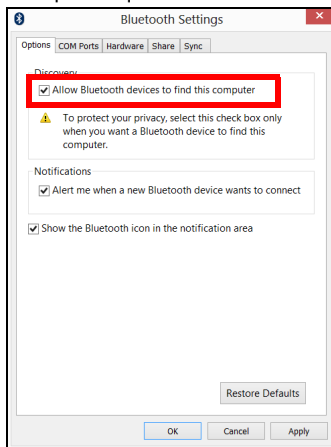 Bluetooth Settings
Options COM Ports Hardware Share Sync
Discovery
Allow Bluetooth devices to find this computer
To protect your privacy, select this check box only
when you want a Bluetooth device to find this
computer.
Notifications
Alert me when a new Bluetooth device wants to connect
Show the Bluetooth icon in the notification area
Restore Defaults
OK Cancel Apply